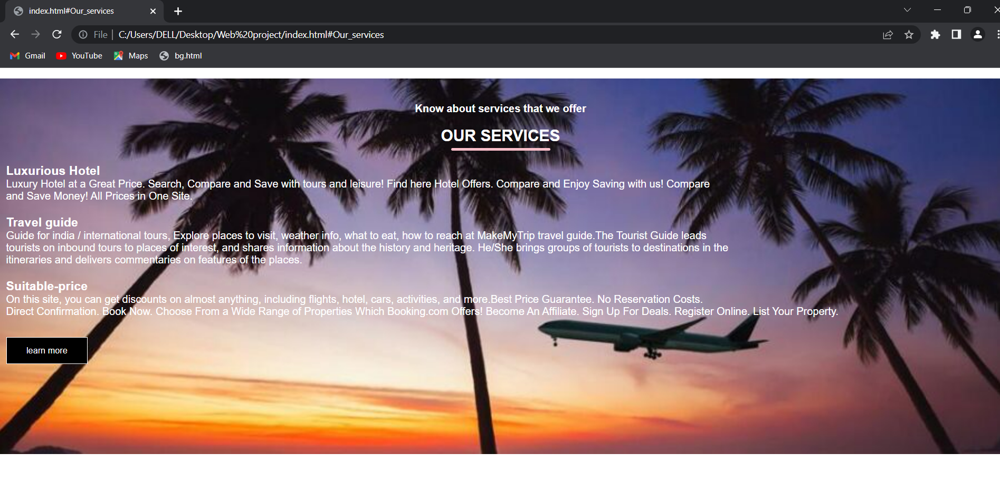 index.html#Our_services
File | C:/Users/DELL/Desktop/Web%20project/index.html#Our_services
Gmail YouTube Maps bg.html
Know about services that we offer
OUR SERVICES
Luxurious Hotel
Luxury Hotel at a Great Price. Search, Compare and Save with tours and leisure! Find here Hotel Offers. Compare and Enjoy Saving with us! Compare
and Save Money! All Prices in One Site.
Travel guide
Guide for india / international tours, Explore places to visit, weather info, what to eat, how to reach at MakeMyTrip travel guide.The Tourist Guide leads
tourists on inbound tours to places of interest, and shares information about the history and heritage. He/She brings groups of tourists to destinations in the
itineraries and delivers commentaries on features of the places.
Suitable-price
On this site, you can get discounts on almost anything, including flights, hotel, cars, activities, and more.Best Price Guarantee. No Reservation Costs.
Direct Confirmation. Book Now. Choose From a Wide Range of Properties Which Booking.com Offers! Become An Affiliate. Sign Up For Deals. Register Online. List Your Property.
learn more